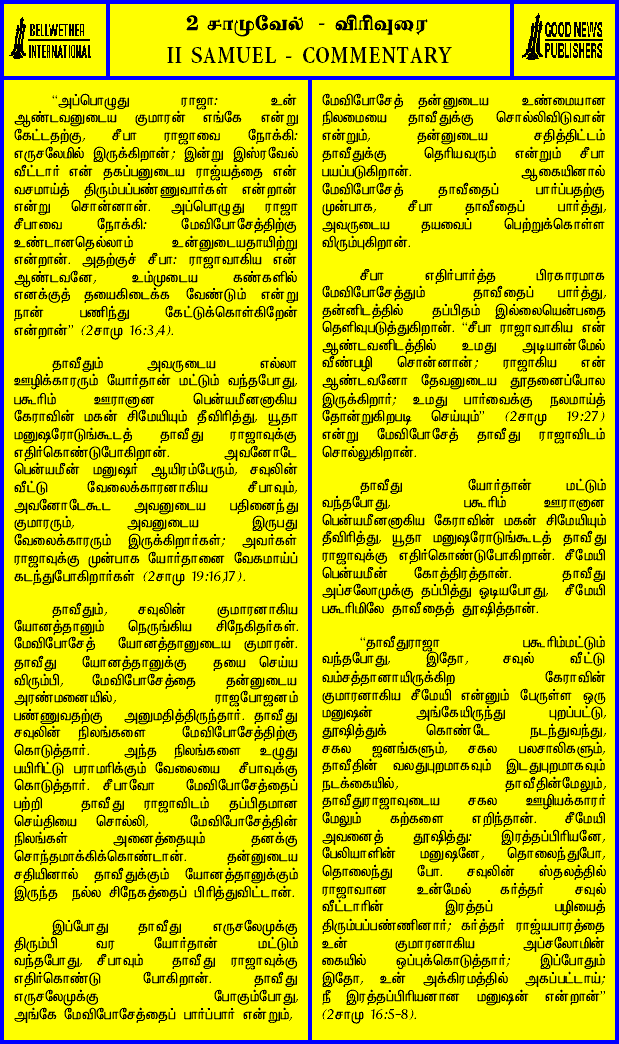 BELLWETHER
INTERNATIONAL
2 சாமுவேல் - விரிவுரை
II SAMUEL - COMMENTARY
GOOD NEWS
PUBLISHERS
“அப்பொழுது ராஜா: உன்
ஆண்டவனுடைய குமாரன் எங்கே என்று
கேட்டதற்கு, சீபா ராஜாவை நோக்கி:
எருசலேமில் இருக்கிறான்; இன்று இஸ்ரவேல்
வீட்டார் என் தகப்பனுடைய ராஜ்யத்தை என்
வசமாய்த் திரும்பப்பண்ணுவார்கள் என்றான்
என்று சொன்னான். அப்பொழுது ராஜா
சீபாவை நோக்கி: மேவிபோசேத்திற்கு
உண்டானதெல்லாம் உன்னுடையதாயிற்று
என்றான். அதற்குச் சீபா: ராஜாவாகிய என்
ஆண்டவனே, உம்முடைய கண்களில்
எனக்குத் தயைகிடைக்க வேண்டும் என்று
நான் பணிந்து கேட்டுக்கொள்கிறேன்
என்றான்” (2சாமு 16:3,4).
தாவீதும் அவருடைய எல்லா
ஊழிக்காரரும் யோர்தான் மட்டும் வந்தபோது,
பகூரிம் ஊரானான பென்யமீனனாகிய
கேராவின் மகன் சிமேயியும் தீவிரித்து, யூதா
மனுஷரோடுங்கூடத் தாவீது ராஜாவுக்கு
எதிர்கொண்டுபோகிறான். அவனோடே
பென்யமீன் மனுஷர் ஆயிரம்பேரும், சவுலின்
வீட்டு வேலைக்காரனாகிய சீபாவும்,
அவனோடேகூட அவனுடைய பதினைந்து
குமாரரும், அவனுடைய இருபது
வேலைக்காரரும் இருக்கிறார்கள்; அவர்கள்
ராஜாவுக்கு முன்பாக யோர்தானை வேகமாய்ப்
கடந்துபோகிறார்கள் (2சாமு 19:16,17).
தாவீதும், சவுலின் குமாரனாகிய
யோனத்தானும் நெருங்கிய சிநேகிதர்கள்.
மேவிபோசேத் யோனத்தானுடைய குமாரன்.
தாவீது யோனத்தானுக்கு தயை செய்ய
விரும்பி, மேவிபோசேத்தை தன்னுடைய
அரண்மனையில், ராஜபோஜனம்
பண்ணுவதற்கு அனுமதித்திருந்தார். தாவீது
சவுலின் நிலங்களை மேவிபோசேத்திற்கு
கொடுத்தார். அந்த நிலங்களை உழுது
பயிரிட்டு பராமரிக்கும் வேலையை சீபாவுக்கு
கொடுத்தார். சீபாவோ மேவிபோசேத்தைப்
பற்றி தாவீது ராஜாவிடம் தப்பிதமான
செய்தியை சொல்லி, மேவிபோசேத்தின்
நிலங்கள் அனைத்தையும் தனக்கு
சொந்தமாக்கிக்கொண்டான். தன்னுடைய
சதியினால் தாவீதுக்கும் யோனத்தானுக்கும்
இருந்த நல்ல சிநேகத்தைப் பிரித்துவிட்டான்.
இப்போது தாவீது எருசலேமுக்கு
திரும்பி வர யோர்தான் மட்டும்
வந்தபோது, சீபாவும் தாவீது ராஜாவுக்கு
எதிர்கொண்டு போகிறான். தாவீது
எருசலேமுக்கு போகும்போது,
அங்கே மேவிபோசேத்தைப் பார்ப்பார் என்றும்,
மேவிபோசேத் தன்னுடைய உண்மையான
நிலமையை தாவீதுக்கு சொல்லிவிடுவான்
என்றும், தன்னுடைய சதித்திட்டம்
தாவீதுக்கு தெரியவரும் என்றும் சீபா
பயப்படுகிறான். ஆகையினால்
மேவிபோசேத் தாவீதைப் பார்ப்பதற்கு
முன்பாக, சீபா தாவீதைப் பார்த்து,
அவருடைய தயவைப் பெற்றுக்கொள்ள
விரும்புகிறான்.
சீபா எதிர்பார்த்த பிரகாரமாக
மேவிபோசேத்தும் தாவீதைப் பார்த்து,
தன்னிடத்தில் தப்பிதம் இல்லையென்பதை
தெளிவுபடுத்துகிறான். “சீபா ராஜாவாகிய என்
ஆண்டவனிடத்தில் உமது அடியான்மேல்
வீண்பழி சொன்னான்; ராஜாகிய என்
ஆண்டவனோ தேவனுடைய தூதனைப்போல
இருக்கிறார்; உமது பார்வைக்கு நலமாய்த்
தோன்றுகிறபடி செய்யும்” (2சாமு 19:27)
என்று மேவிபோசேத் தாவீது ராஜாவிடம்
சொல்லுகிறான்.
தாவீது யோர்தான் மட்டும்
வந்தபோது, பகூரிம் ஊரானான
பென்யமீனனாகிய கேராவின் மகன் சிமேயியும்
தீவிரித்து, யூதா மனுஷரோடுங்கூடத் தாவீது
ராஜாவுக்கு எதிர்கொண்டுபோகிறான். சீமேயி
பென்யமீன் கோத்திரத்தான். தாவீது
அப்சலோமுக்கு தப்பித்து ஓடியபோது, சீமேயி
பகூரிமிலே தாவீதைத் தூஷித்தான்.
“தாவீதுராஜா பகூரிம்மட்டும்
வந்தபோது, இதோ, சவுல் வீட்டு
வம்சத்தானாயிருக்கிற கேராவின்
குமாரனாகிய சீமேயி என்னும் பேருள்ள ஒரு
மனுஷன் அங்கேயிருந்து புறப்பட்டு,
தூஷித்துக் கொண்டே நடந்துவந்து,
சகல ஜனங்களும், சகல பலசாலிகளும்,
தாவீதின் வலதுபுறமாகவும் இடதுபுறமாகவும்
நடக்கையில், தாவீதின்மேலும்,
தாவீதுராஜாவுடைய சகல ஊழியக்காரர்
மேலும் கற்களை எறிந்தான். சீமேயி
அவனைத் தூஷித்து: இரத்தப்பிரியனே,
பேலியாளின் மனுஷனே, தொலைந்துபோ,
தொலைந்து போ. சவுலின் ஸ்தலத்தில்
ராஜாவான உன்மேல் கர்த்தர் சவுல்
வீட்டாரின் இரத்தப் பழியைத்
திரும்பப்பண்ணினார்; கர்த்தர் ராஜ்யபாரத்தை
உன் குமாரனாகிய அப்சலோமின்
கையில் ஒப்புக்கொடுத்தார்; இப்போதும்
இதோ, உன் அக்கிரமத்தில் அகப்பட்டாய்;
நீ இரத்தப்பிரியனான மனுஷன் என்றான்”
(2சாமு 16:5-8).